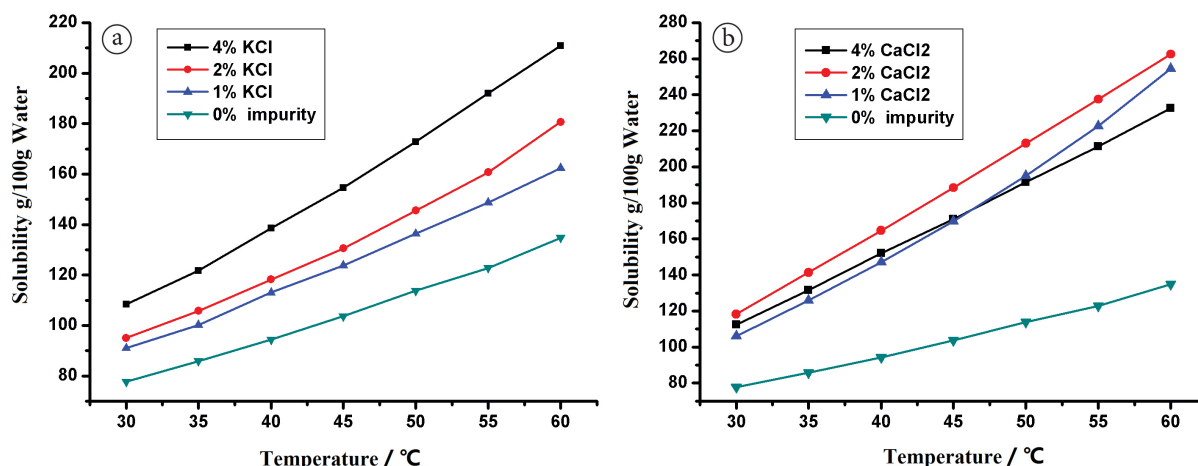 a
4% KCl
2% KCl
1% KCl
0% impurity
220
200
180
160
140
120
100
80
30 35 40 45 50 55 60
Solubility g/100g Water
Temperature / ℃
b
4% CaCl2
2% CaCl2
1% CaCl2
0% impurity
280
260
240
220
200
180
160
140
120
100
80
30 35 40 45 50 55 60
Solubility g/100g Water
Temperature / ℃